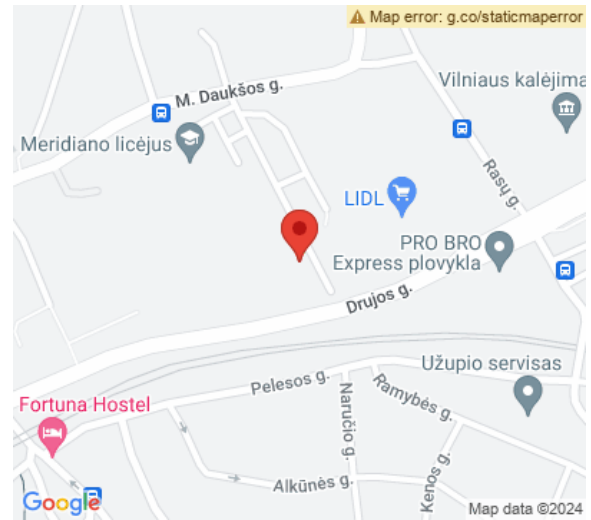 Map error: g.co/staticmaperror
M. Daukšos g.
Vilniaus kalėjima
Meridiano licėjus
Rasų g.
LIDL
PRO BRO
Express plovykla
Drujos g.
Užupio servisas
Pelesos g.
Ramybės g.
Fortuna Hostel
Naručio g.
Kenos g.
Alkūnės g.
Google
Map data ©2024